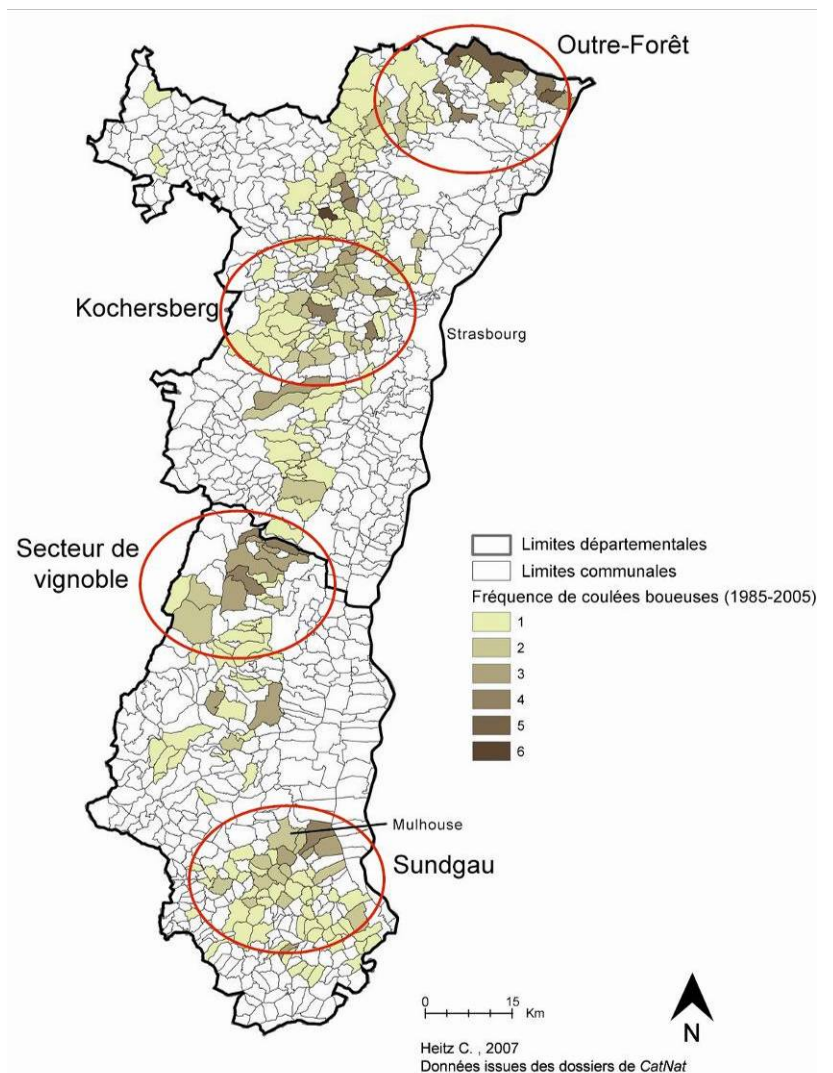 Outre-Forêt
Kochersberg
Strasbourg
Secteur de
vignoble
Limites départementales
Limites communales
Fréquence de coulées boueuses (1985-2005)
1
2
3
4
5
6
Mulhouse
Sundgau
0 15
Km
N
Heitz C. , 2007
Données issues des dossiers de CatNat